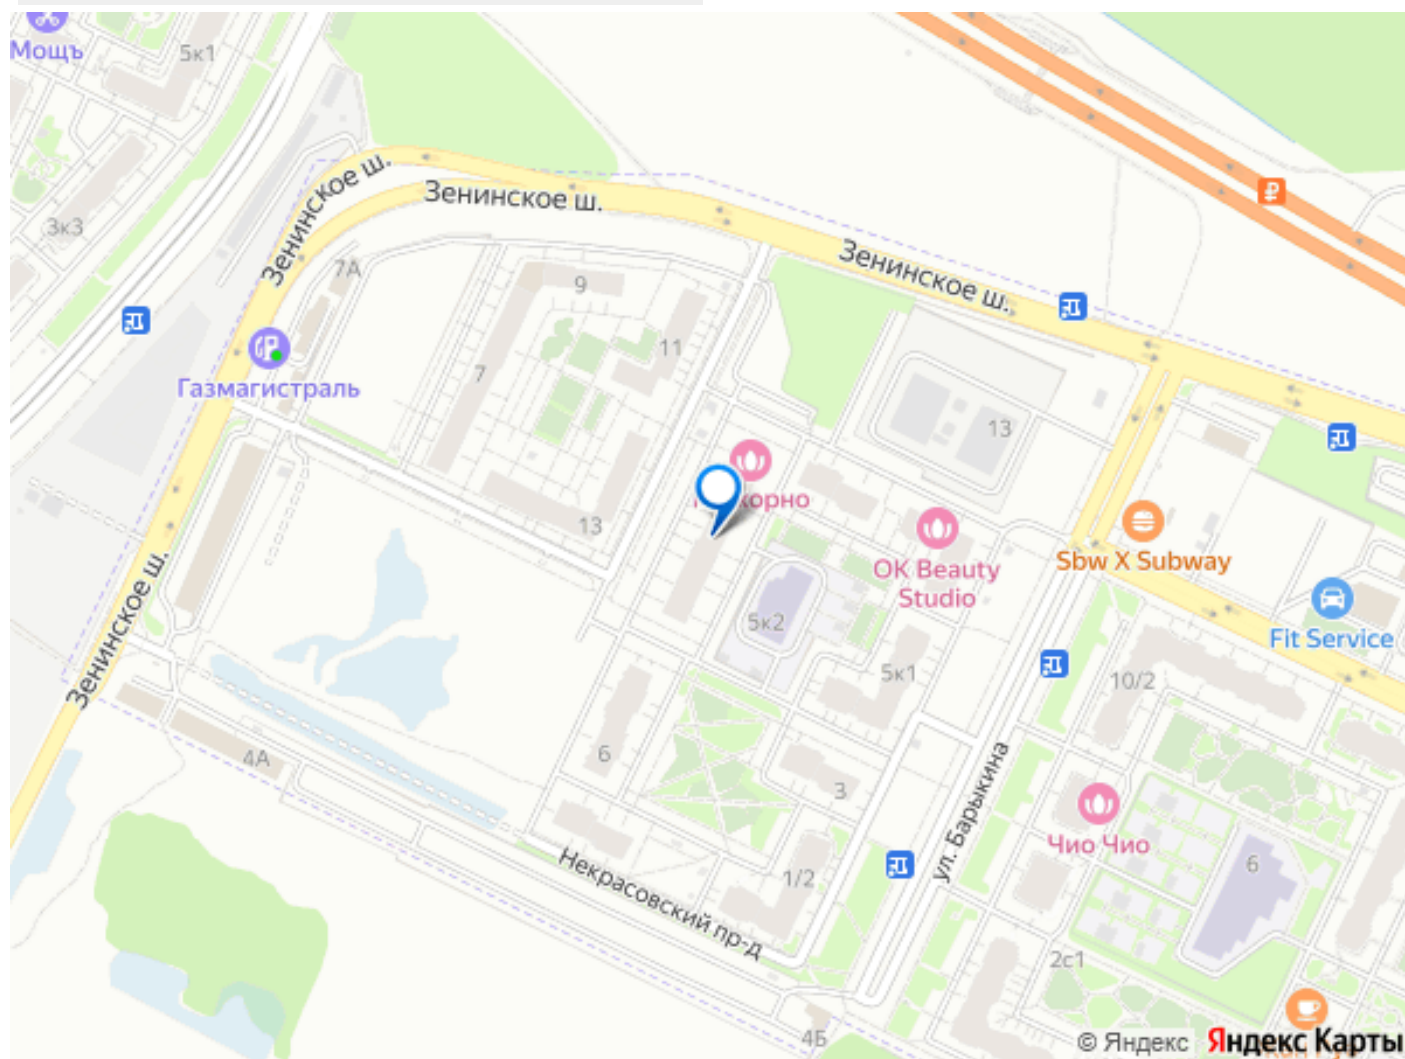 Мощъ
5к1
Зенинское ш.
Зенинское ш.
3к3
7А
Зенинское ш.
9
11
Газмагистраль
7
13
13
Sbw X Subway
OK Beauty
Studio
Зенинское ш.
5к2
Fit Service
5к1
10/2
6
4А
3
ул. Барыкина
Чио Чио
Некрасовский пр-д
1/2
6
2с1
4Б
© Яндекс
Яндекс Карты